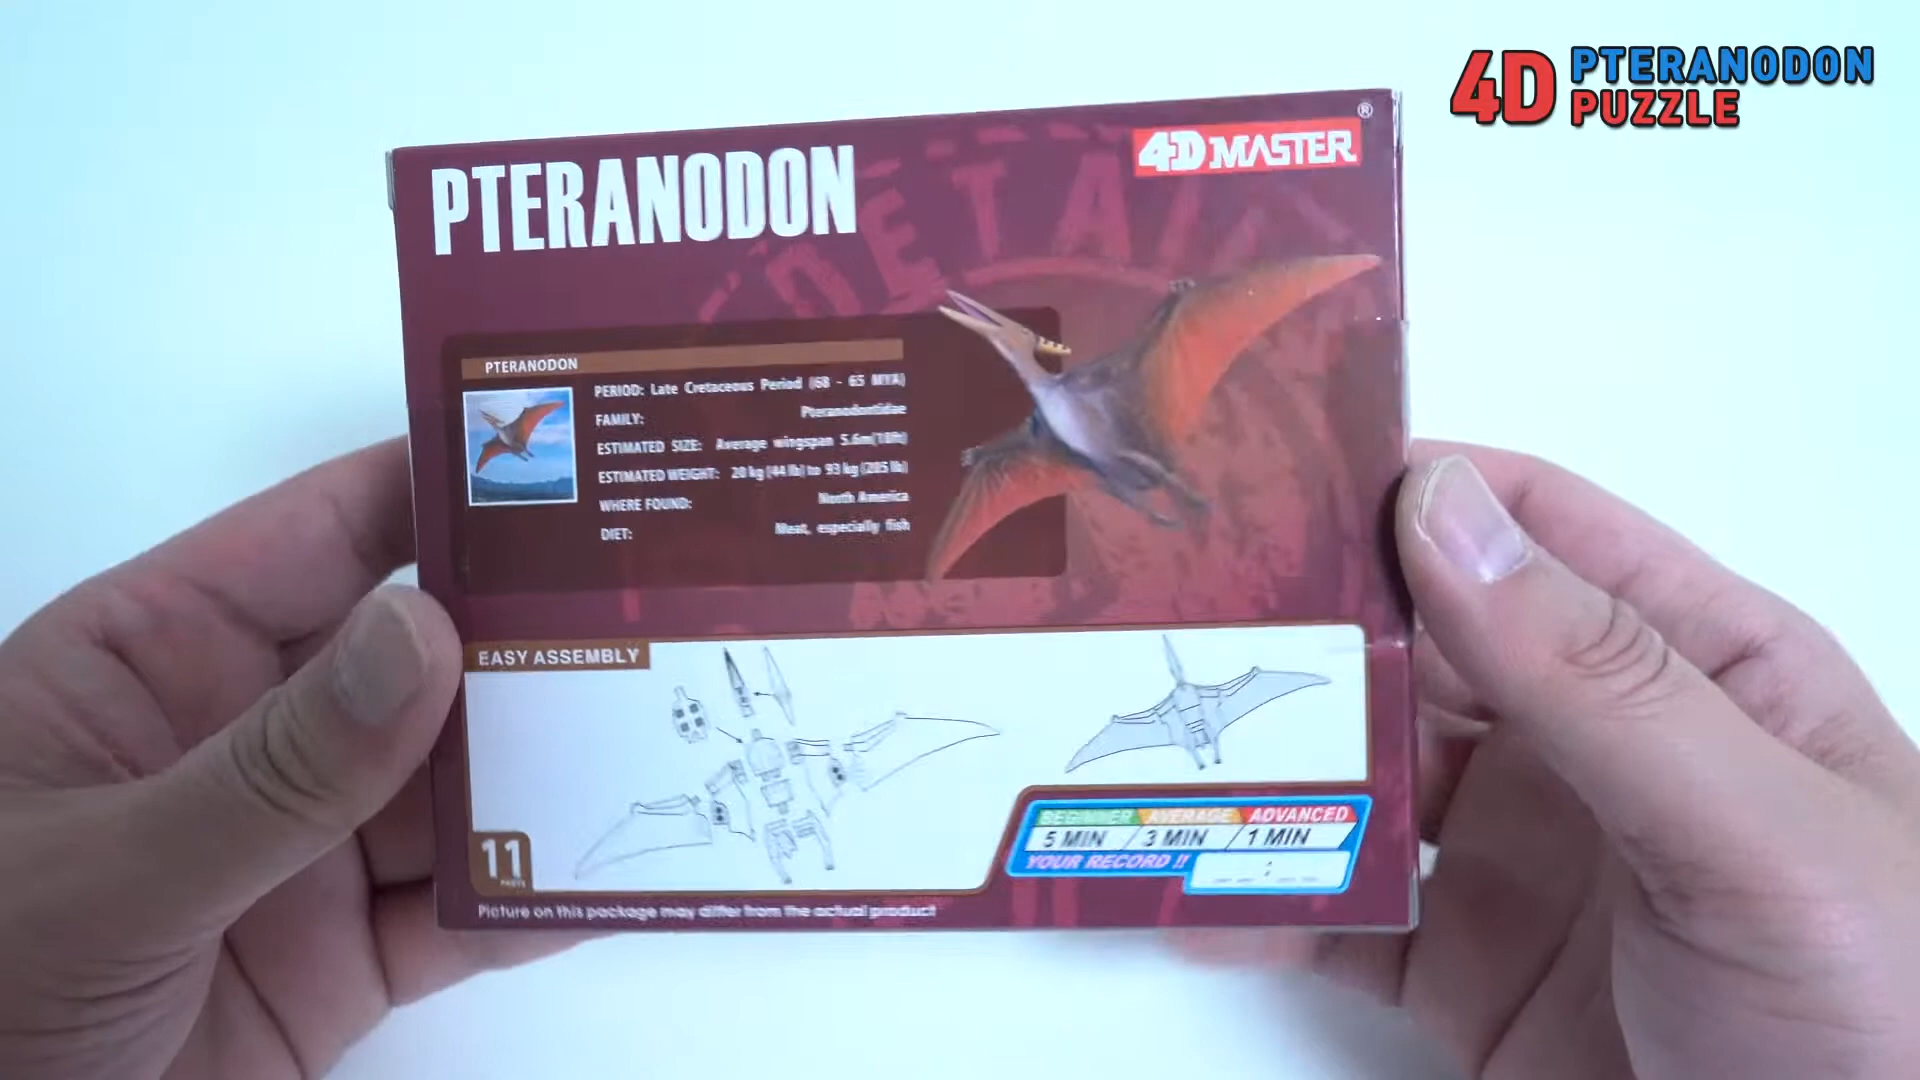 4D PTERANODON
PUZZLE
PTERANODON
4D MASTER®
DETAIL
PTERANODON
PERIOD: Late Cretaceous Period (68 - 65 MYA)
FAMILY: Pteranodontidae
ESTIMATED SIZE: Average wingspan 5.6m(18ft)
ESTIMATED WEIGHT: 20 kg (44 lb) to 93 kg (205 lb)
WHERE FOUND: North America
DIET: Meat, especially fish
EASY ASSEMBLY
BEGINNER AVERAGE ADVANCED
5 MIN / 3 MIN / 1 MIN
YOUR RECORD !!
11
PARTS
Picture on this package may differ from the actual product